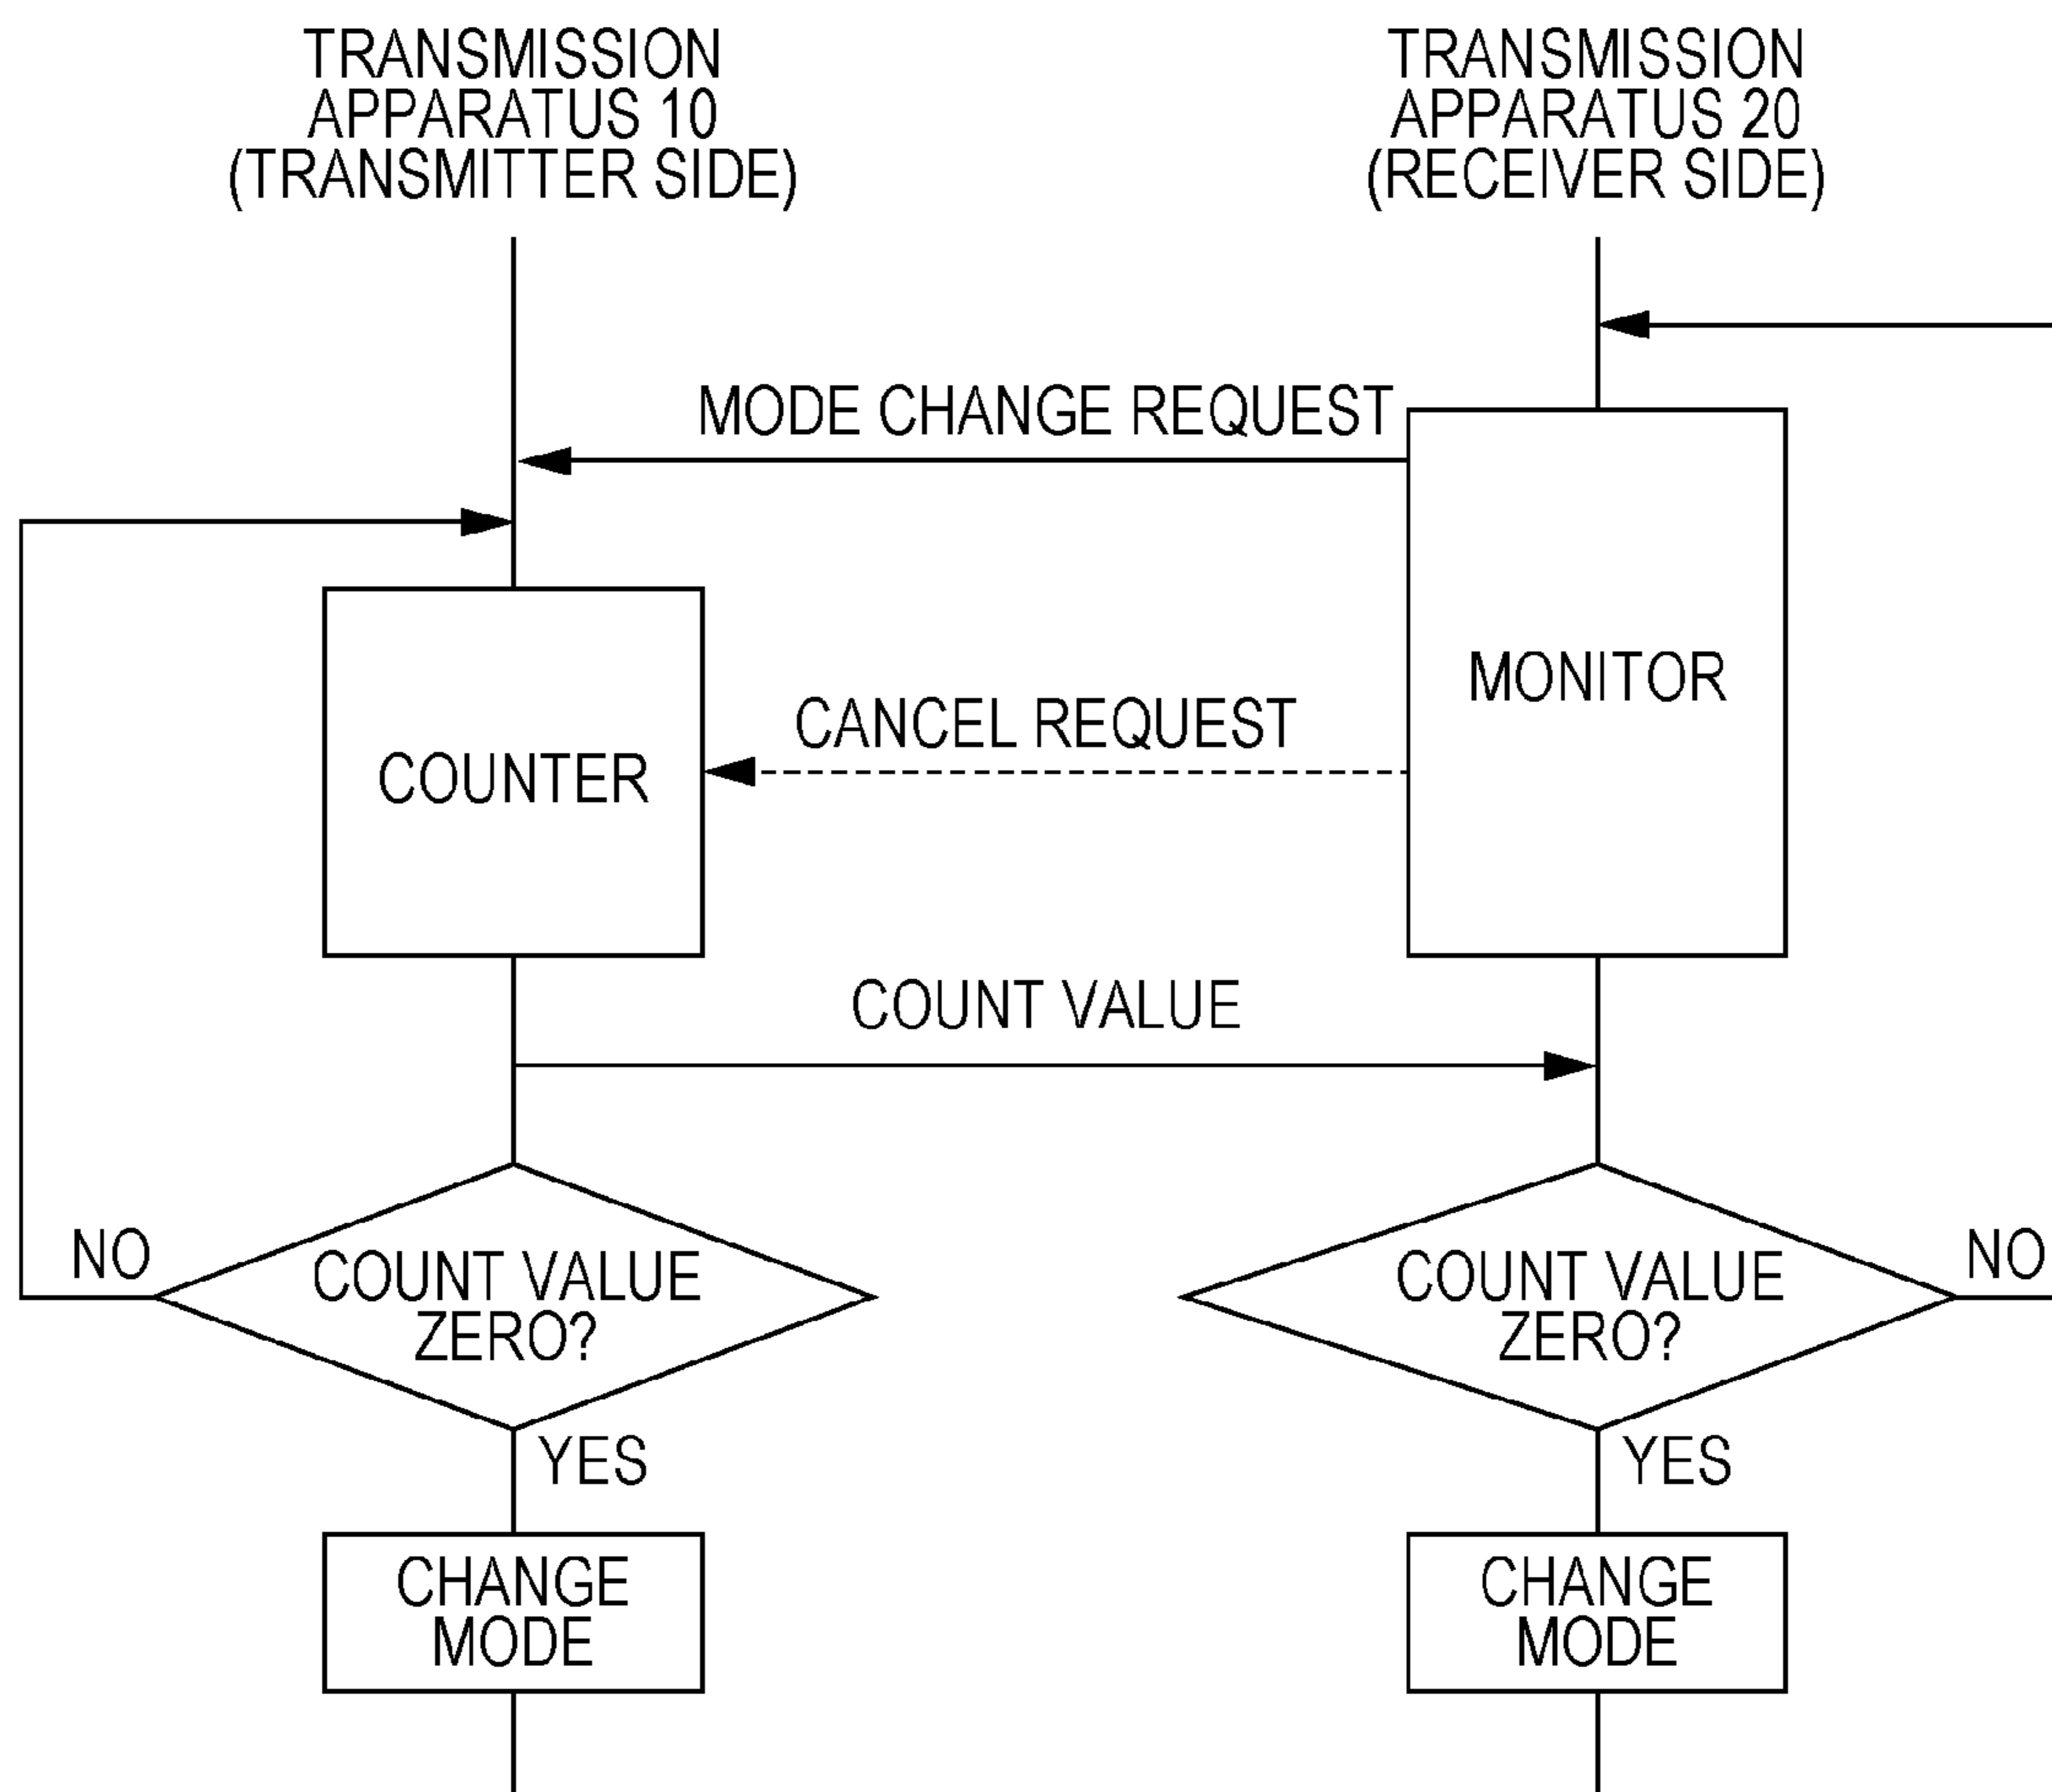 TRANSMISSION
APPARATUS 10
(TRANSMITTER SIDE)
TRANSMISSION
APPARATUS 20
(RECEIVER SIDE)
MODE CHANGE REQUEST
MONITOR
CANCEL REQUEST
COUNTER
COUNT VALUE
NO
COUNT VALUE
ZERO?
YES
COUNT VALUE
ZERO?
NO
YES
CHANGE
MODE
CHANGE
MODE